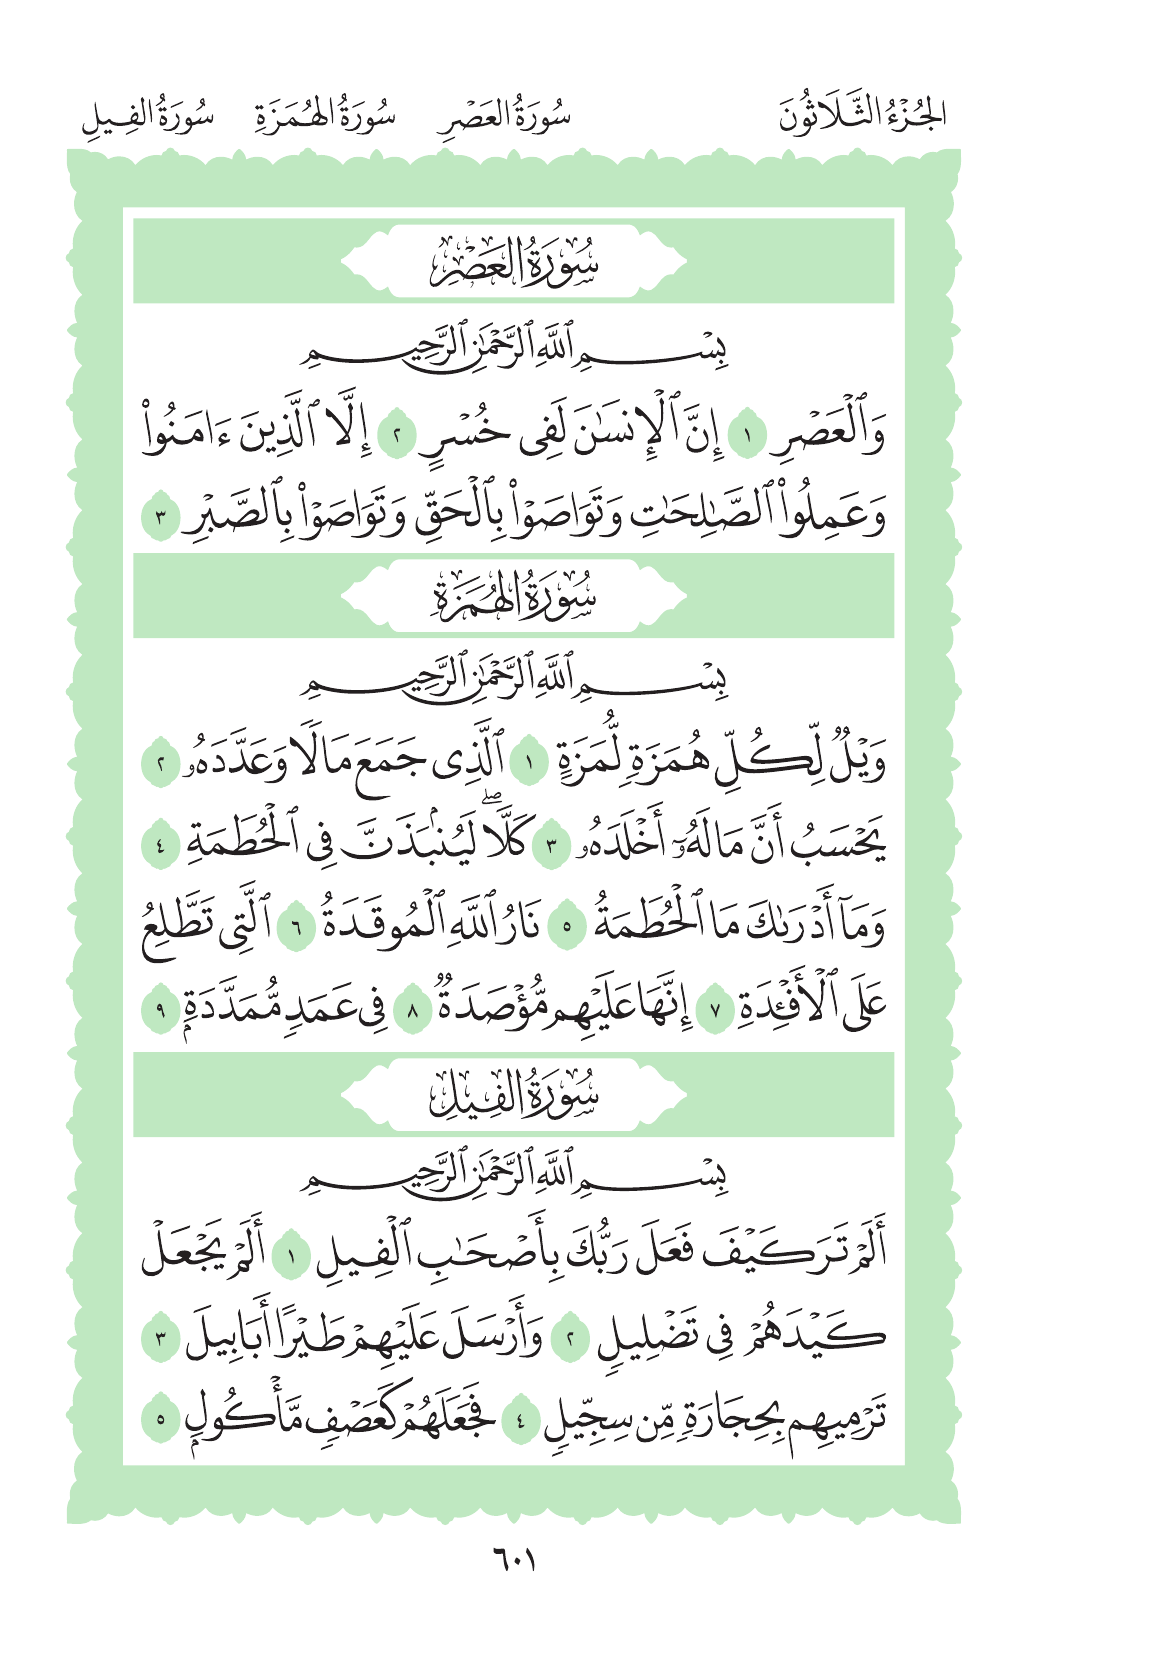 الجُزْءُ الثَّلَاثُونَ سُورَةُ العَصْرِ سُورَةُ الهُمَزَةِ سُورَةُ الفِيلِ
سُورَةُ العَصْرِ
بِسْمِ ٱللَّهِ ٱلرَّحْمَٰنِ ٱلرَّحِيمِ
وَٱلْعَصْرِ ١ إِنَّ ٱلْإِنسَٰنَ لَفِى خُسْرٍ ٢ إِلَّا ٱلَّذِينَ ءَامَنُوا۟
وَعَمِلُوا۟ ٱلصَّٰلِحَٰتِ وَتَوَاصَوْا۟ بِٱلْحَقِّ وَتَوَاصَوْا۟ بِٱلصَّبْرِ ٣
سُورَةُ الهُمَزَةِ
بِسْمِ ٱللَّهِ ٱلرَّحْمَٰنِ ٱلرَّحِيمِ
وَيْلٌ لِّكُلِّ هُمَزَةٍ لُّمَزَةٍ ١ ٱلَّذِى جَمَعَ مَالًا وَعَدَّدَهُۥ ٢
يَحْسَبُ أَنَّ مَالَهُۥٓ أَخْلَدَهُۥ ٣ كَلَّا ۖ لَيُنۢبَذَنَّ فِى ٱلْحُطَمَةِ ٤
وَمَآ أَدْرَىٰكَ مَا ٱلْحُطَمَةُ ٥ نَارُ ٱللَّهِ ٱلْمُوقَدَةُ ٦ ٱلَّتِى تَطَّلِعُ
عَلَى ٱلْأَفْـِٔدَةِ ٧ إِنَّهَا عَلَيْهِم مُّؤْصَدَةٌ ٨ فِى عَمَدٍ مُّمَدَّدَةٍۭ ٩
سُورَةُ الفِيلِ
بِسْمِ ٱللَّهِ ٱلرَّحْمَٰنِ ٱلرَّحِيمِ
أَلَمْ تَرَ كَيْفَ فَعَلَ رَبُّكَ بِأَصْحَٰبِ ٱلْفِيلِ ١ أَلَمْ يَجْعَلْ
كَيْدَهُمْ فِى تَضْلِيلٍ ٢ وَأَرْسَلَ عَلَيْهِمْ طَيْرًا أَبَابِيلَ ٣
تَرْمِيهِم بِحِجَارَةٍ مِّن سِجِّيلٍ ٤ فَجَعَلَهُمْ كَعَصْفٍ مَّأْكُولٍۭ ٥
٦٠١